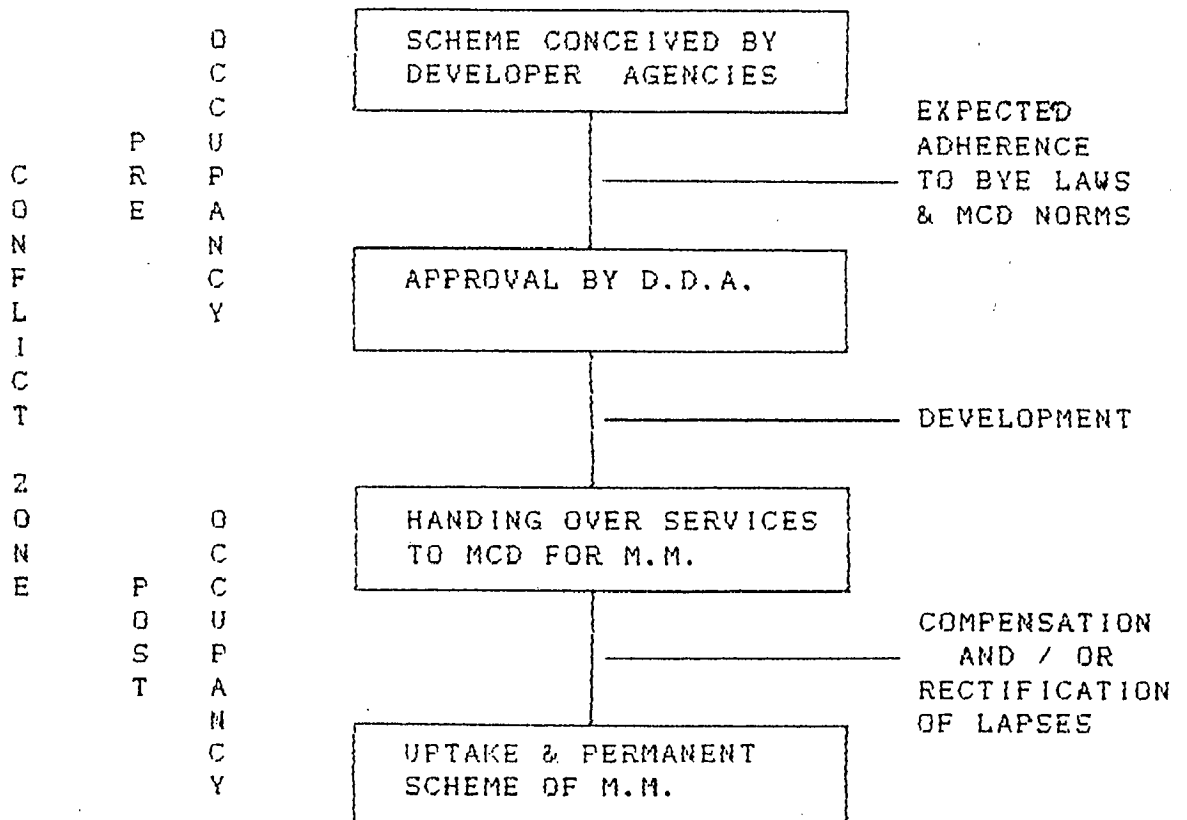 CONFLICT ZONE
PRE
OCCUPANCY
POST
OCCUPANCY
SCHEME CONCEIVED BY
DEVELOPER AGENCIES
EXPECTED
ADHERENCE
TO BYE LAWS
& MCD NORMS
APPROVAL BY D.D.A.
DEVELOPMENT
HANDING OVER SERVICES
TO MCD FOR M.M.
COMPENSATION
AND / OR
RECTIFICATION
OF LAPSES
UPTAKE & PERMANENT
SCHEME OF M.M.